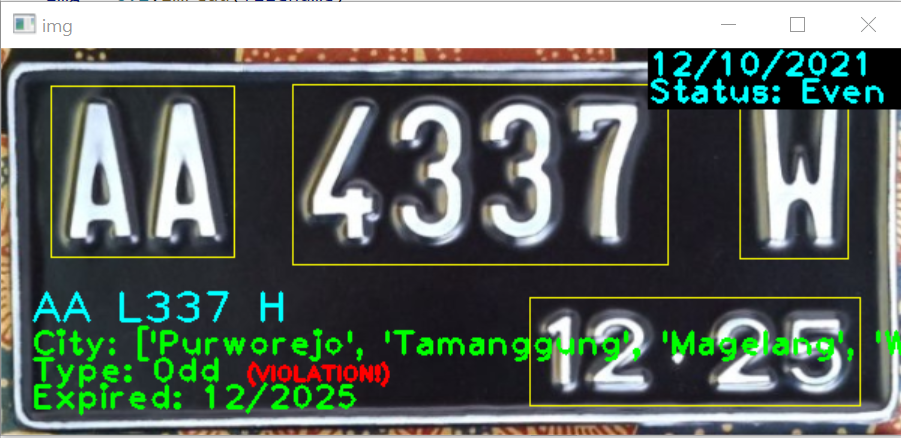 img
12/10/2021
Status: Even
AA 4337 W
12·25
AA L337 H
City: ['Purworejo', 'Tamanggung', 'Magelang', 'W
Type: Odd (VIOLATION!)
Expired: 12/2025